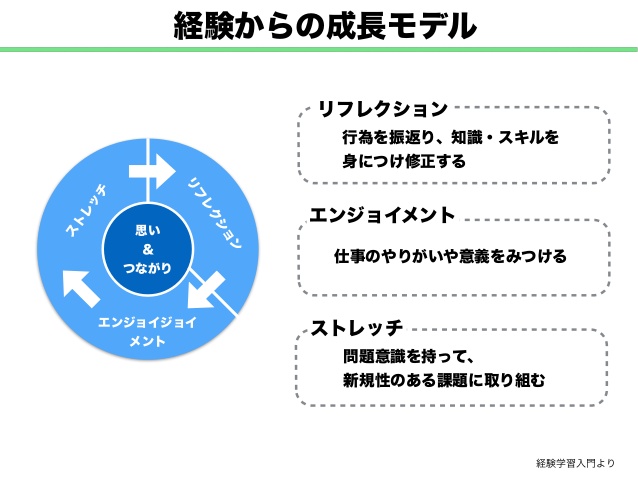 経験からの成長モデル
ストレッチ
リフレクション
思い
&
つながり
エンジョイジョイ
メント
リフレクション
行為を振返り、知識・スキルを
身につけ修正する
エンジョイメント
仕事のやりがいや意義をみつける
ストレッチ
問題意識を持って、
新規性のある課題に取り組む
経験学習入門より